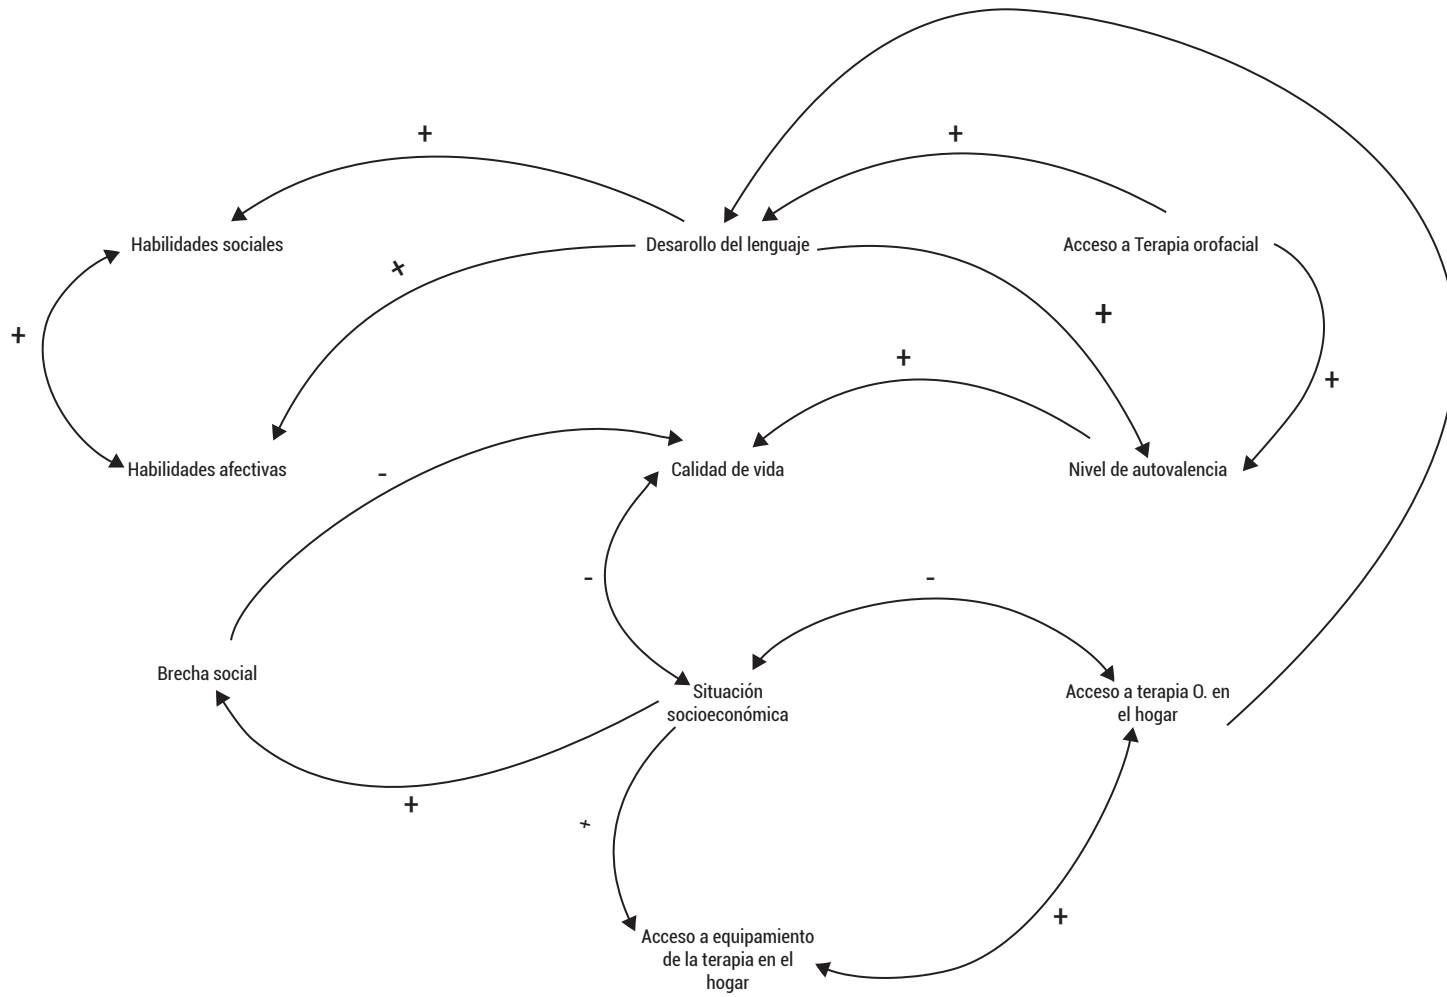 +
+
Habilidades sociales
Desarollo del lenguaje
Acceso a Terapia orofacial
+
+
+
+
+
Habilidades afectivas
-
Calidad de vida
Nivel de autovalencia
+
-
-
Brecha social
Situación
socioeconómica
Acceso a terapia O. en
el hogar
+
+
Acceso a equipamiento
de la terapia en el
hogar
+